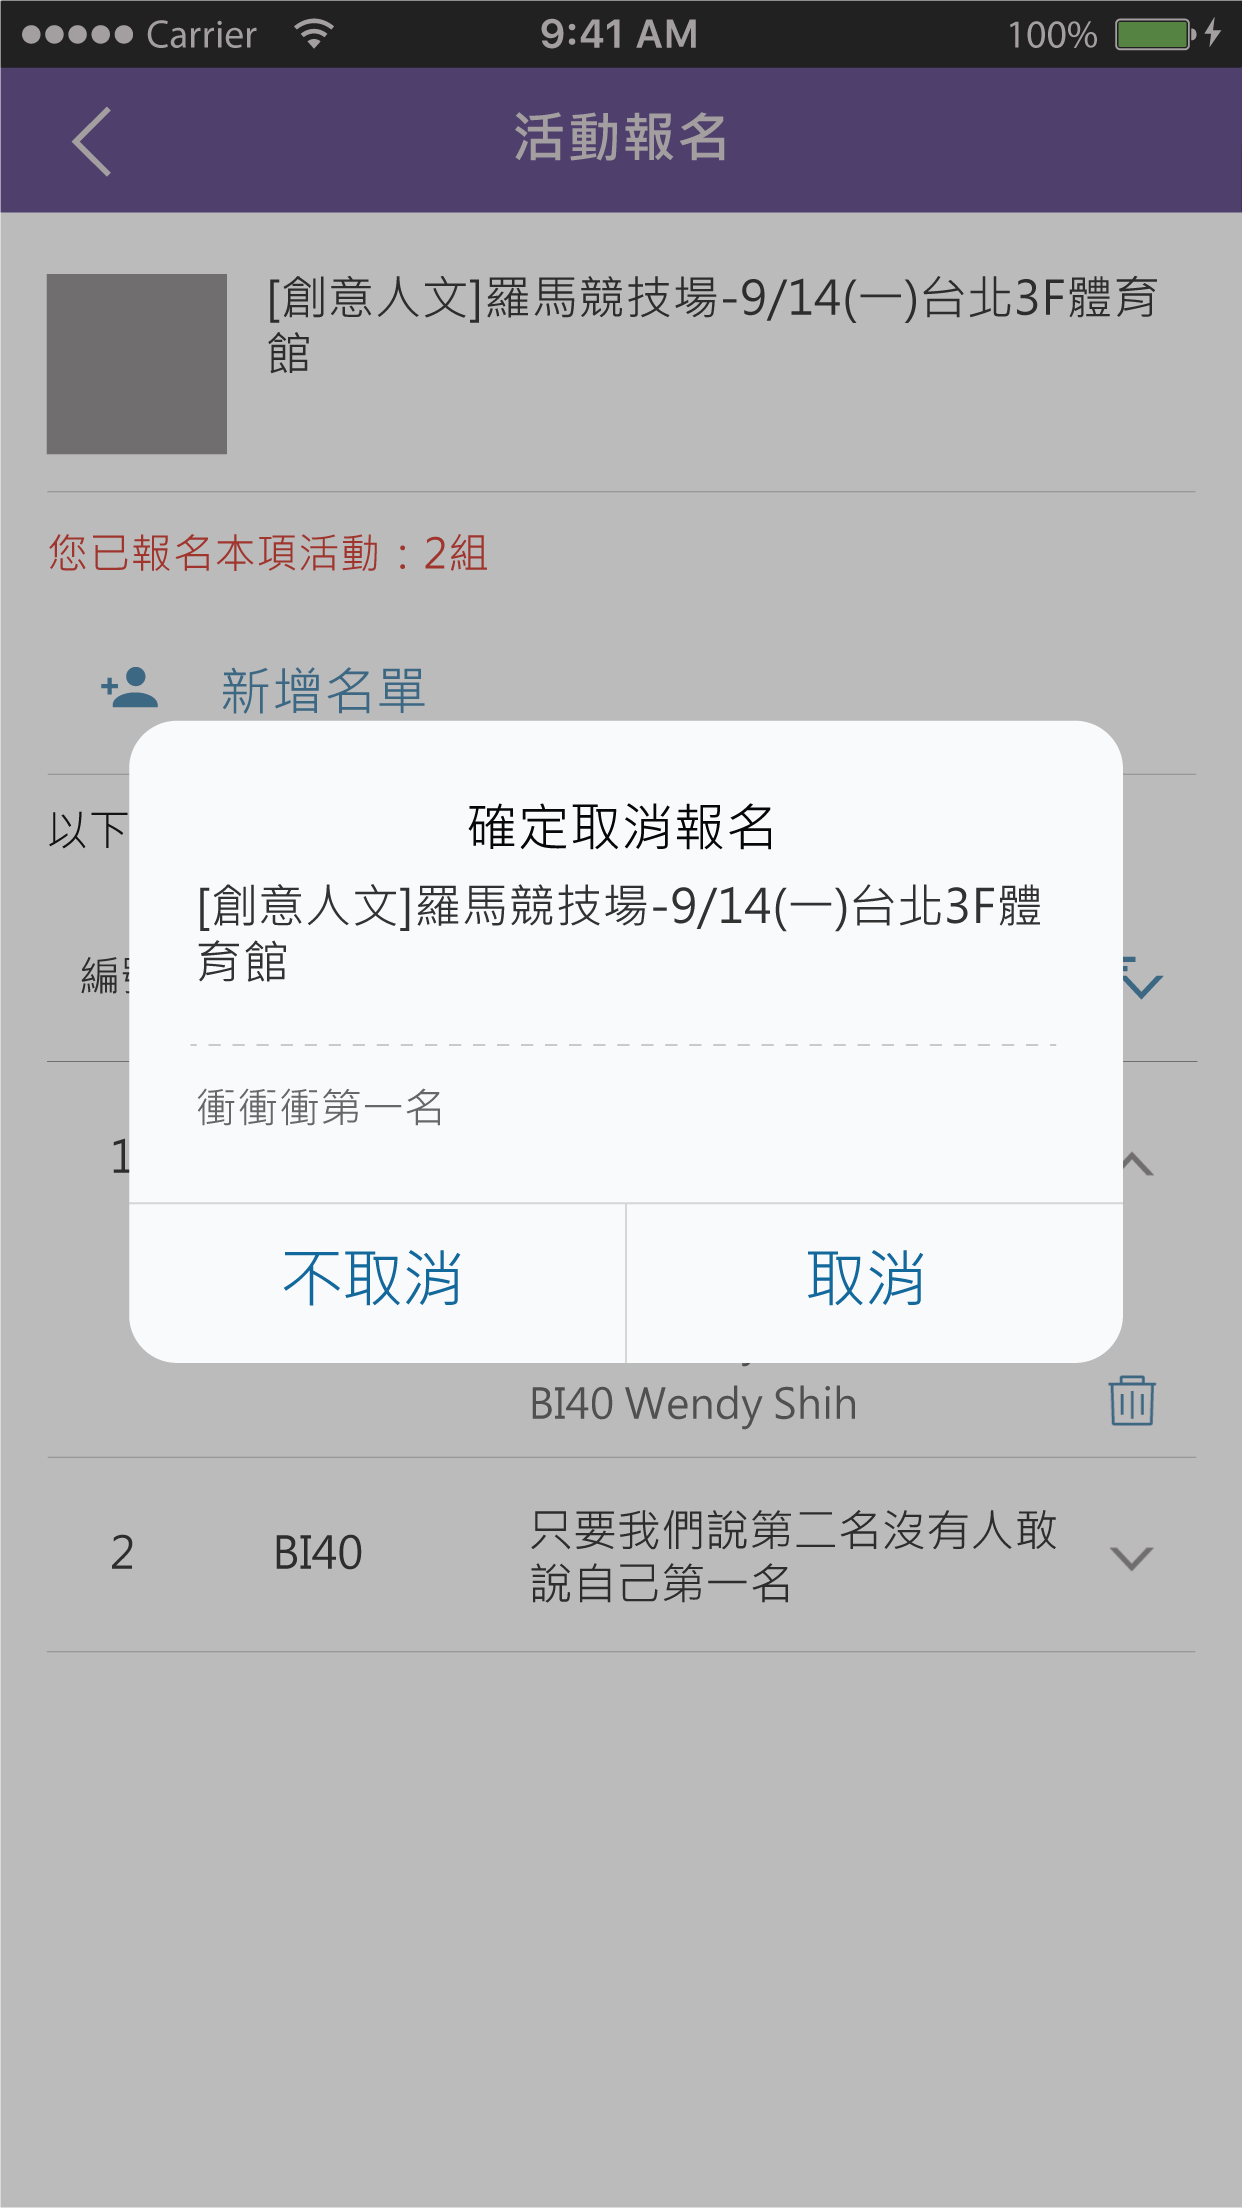 Carrier 9:41 AM 100%
活動報名
[創意人文]羅馬競技場-9/14(一)台北3F體育
館
您已報名本項活動：2組
新增名單
以下
確定取消報名
[創意人文]羅馬競技場-9/14(一)台北3F體
育館
編
衝衝衝第一名
1
不取消 取消
BI40 Wendy Shih
2 BI40 只要我們說第二名沒有人敢
說自己第一名